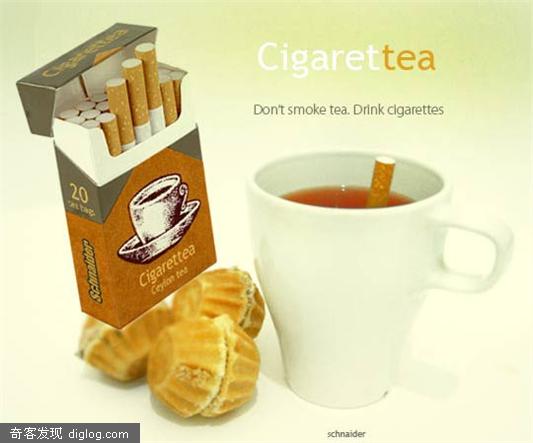 Cigarettea
Cigarettea
Don't smoke tea. Drink cigarettes
20
tea bags
Schnaider
Cigarettea
Ceylon tea
schnaider
奇客发现 diglog.com